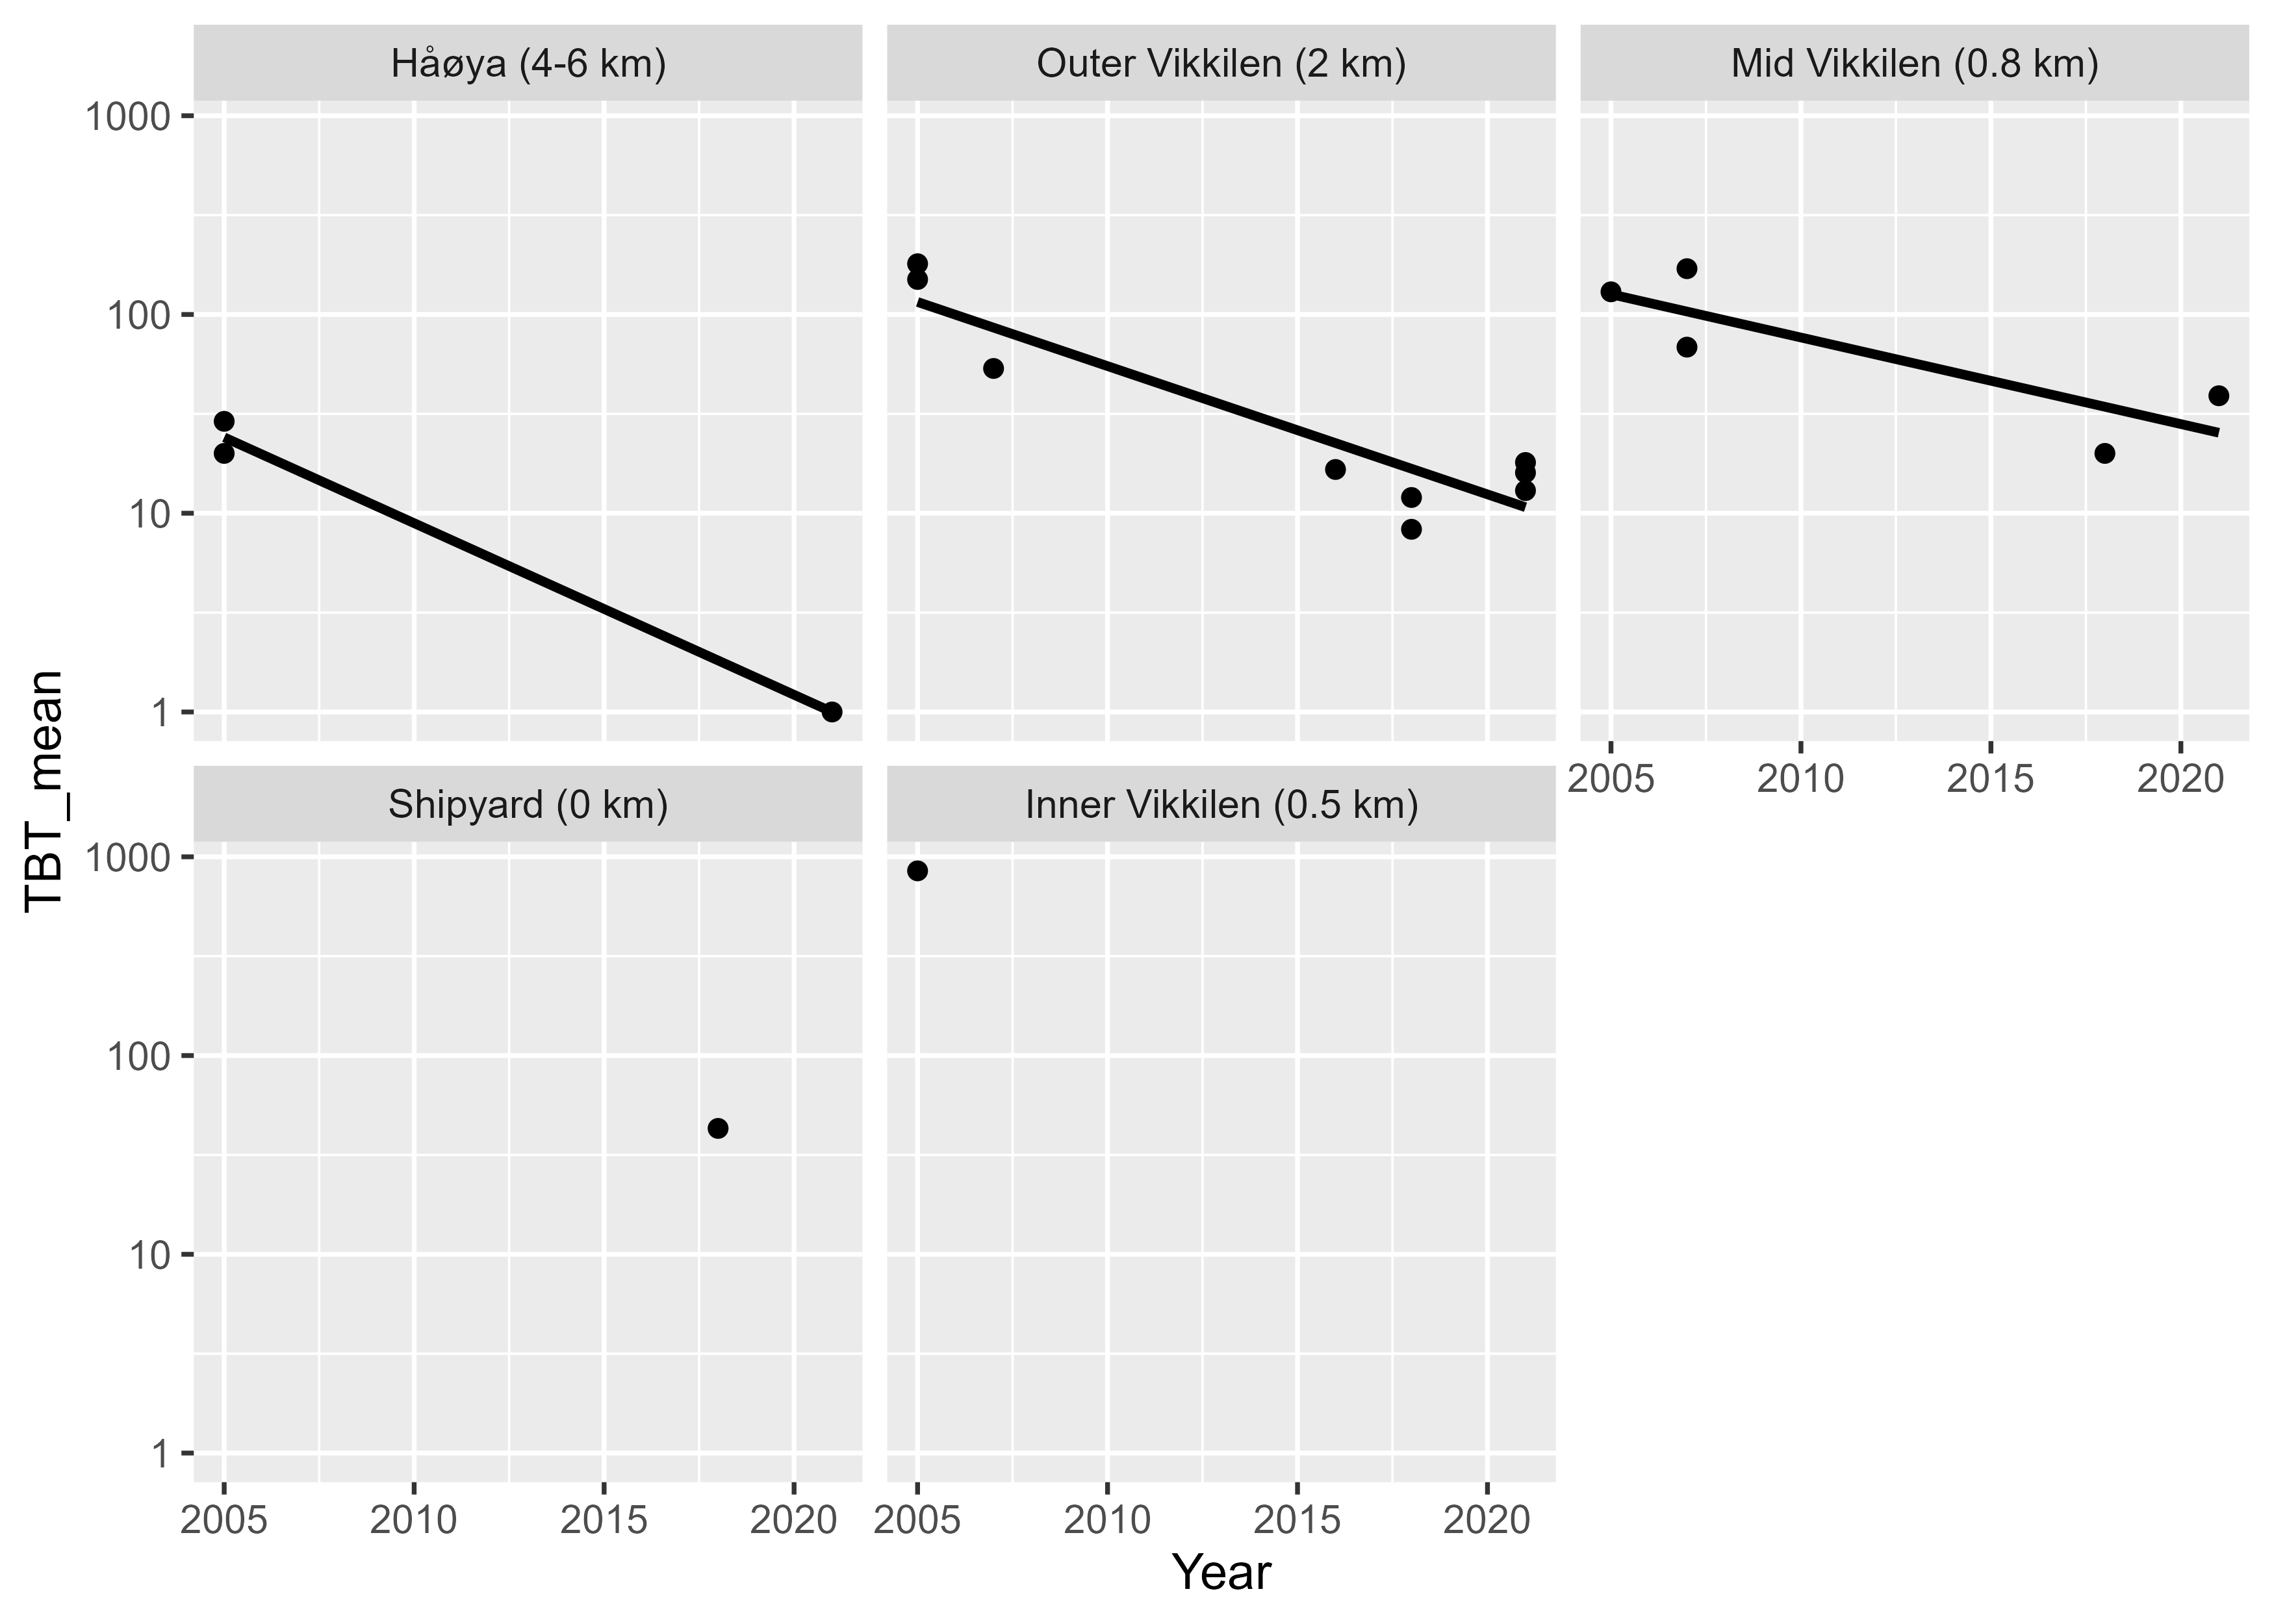 Håøya (4-6 km)
Outer Vikkilen (2 km)
Mid Vikkilen (0.8 km)
1000
100
10
1
2005 2010 2015 2020
TBT_mean
Shipyard (0 km)
Inner Vikkilen (0.5 km)
1000
100
10
1
2005 2010 2015 2020
2005 2010 2015 2020
Year